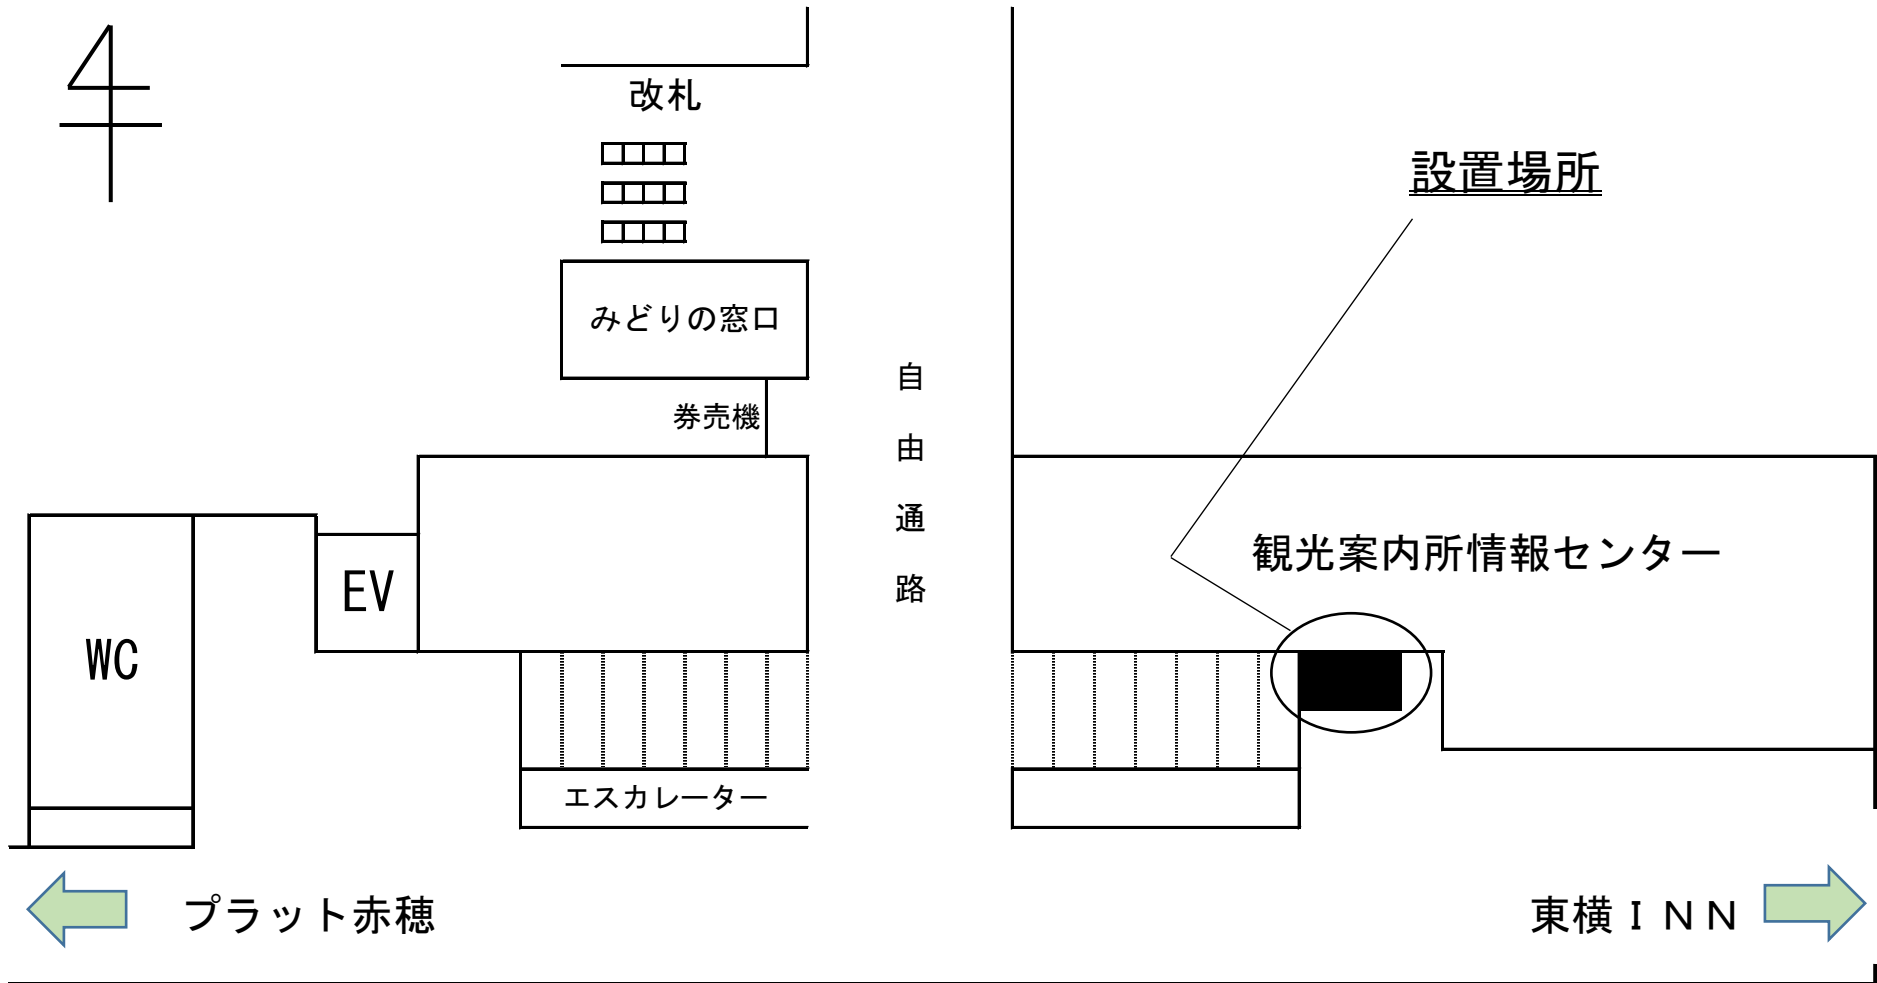 改札
設置場所
みどりの窓口
券売機
自由通路
観光案内所情報センター
EV
WC
エスカレーター
プラット赤穂
東横ＩＮＮ